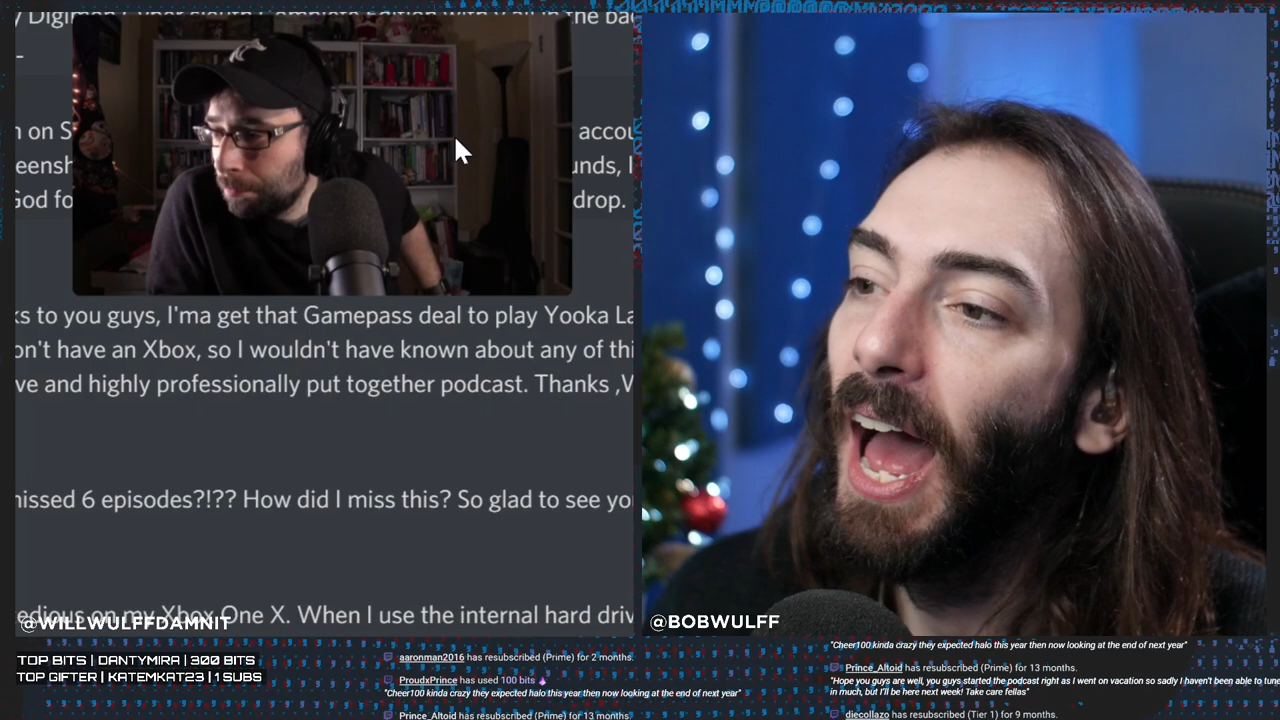 y Digimon Cyber sleuth Complete edition with y'all in the bac
n on S
accou
eensh
unds, I
God fo
drop.
ks to you guys, I'ma get that Gamepass deal to play Yooka La
on't have an Xbox, so I wouldn't have known about any of thi
ve and highly professionally put together podcast. Thanks ,V
nissed 6 episodes?!?? How did I miss this? So glad to see yo
edious on my Xbox One X. When I use the internal hard driv
@WILLWULFFDAMNIT
@BOBWULFF
TOP BITS | DANTYMIRA | 300 BITS
TOP GIFTER | KATEMKAT23 | 1 SUBS
aaronman2016 has resubscribed (Prime) for 2 months.
ProudxPrince has used 100 bits
"Cheer100 kinda crazy they expected halo this year then now looking at the end of next year"
Prince_Altoid has resubscribed (Prime) for 13 months.
"Cheer100 kinda crazy they expected halo this year then now looking at the end of next year"
Prince_Altoid has resubscribed (Prime) for 13 months.
"Hope you guys are well, you guys started the podcast right as I went on vacation so sadly I haven't been able to tune
in much, but I'll be here next week! Take care fellas"
diecollazo has resubscribed (Tier 1) for 9 months.